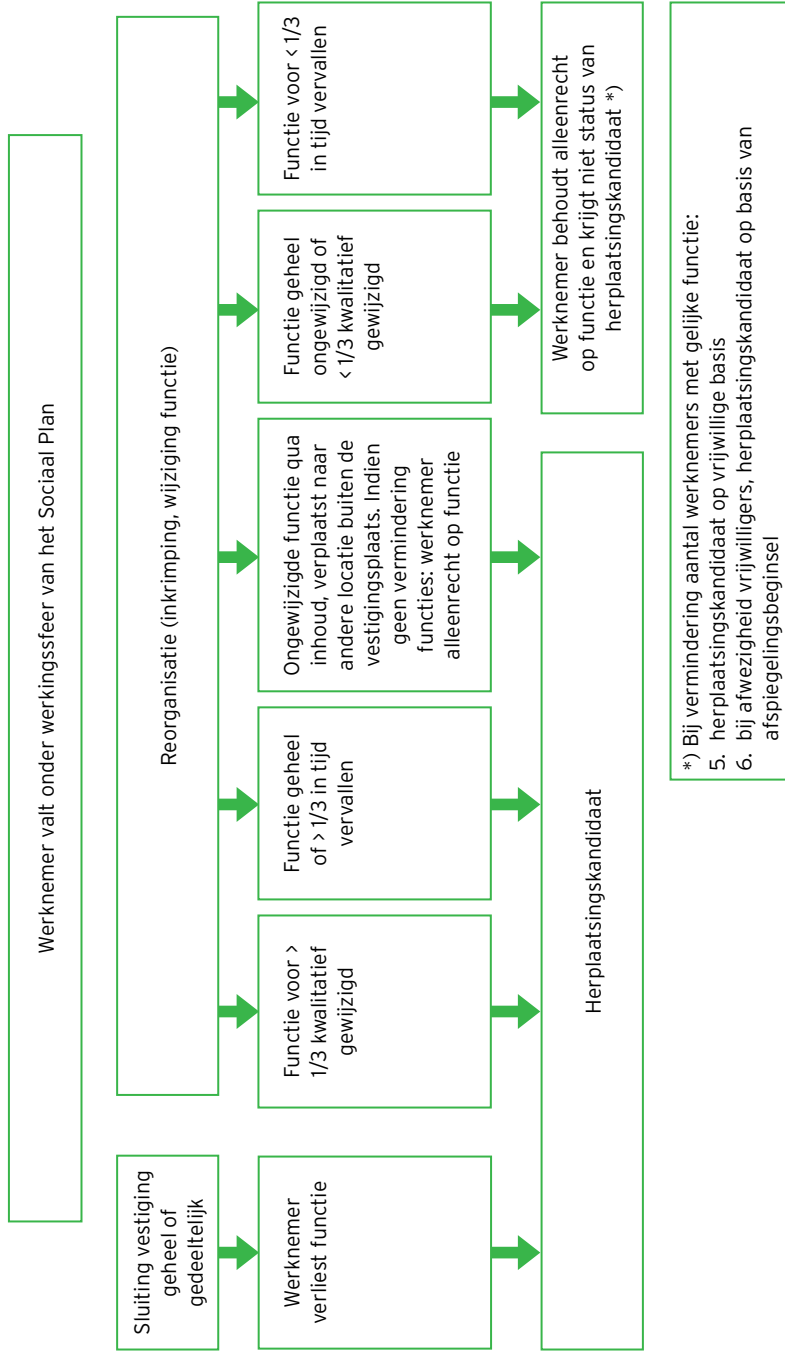 Werknemer valt onder werkingssfeer van het Sociaal Plan
Sluiting vestiging
geheel of
gedeeltelijk
Reorganisatie (inkrimping, wijziging functie)
Werknemer
verliest functie
Functie voor >
1/3 kwalitatief
gewijzigd
Functie geheel
of > 1/3 in tijd
vervallen
Ongewijzigde functie qua
inhoud, verplaatst naar
andere locatie buiten de
vestigingsplaats. Indien
geen vermindering
functies: werknemer
alleenrecht op functie
Functie geheel
ongewijzigd of
< 1/3 kwalitatief
gewijzigd
Functie voor < 1/3
in tijd vervallen
Herplaatsingskandidaat
Werknemer behoudt alleenrecht
op functie en krijgt niet status van
herplaatsingskandidaat *)
*) Bij vermindering aantal werknemers met gelijke functie:
5. herplaatsingskandidaat op vrijwillige basis
6. bij afwezigheid vrijwilligers, herplaatsingskandidaat op basis van
afspiegelingsbeginsel